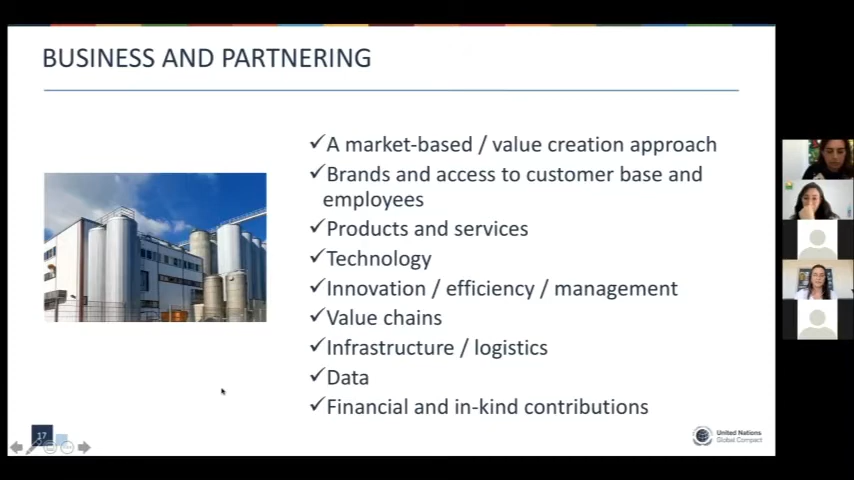 BUSINESS AND PARTNERING
✓A market-based / value creation approach
✓Brands and access to customer base and
employees
✓Products and services
✓Technology
✓Innovation / efficiency / management
✓Value chains
✓Infrastructure / logistics
✓Data
✓Financial and in-kind contributions
17
United Nations
Global Compact